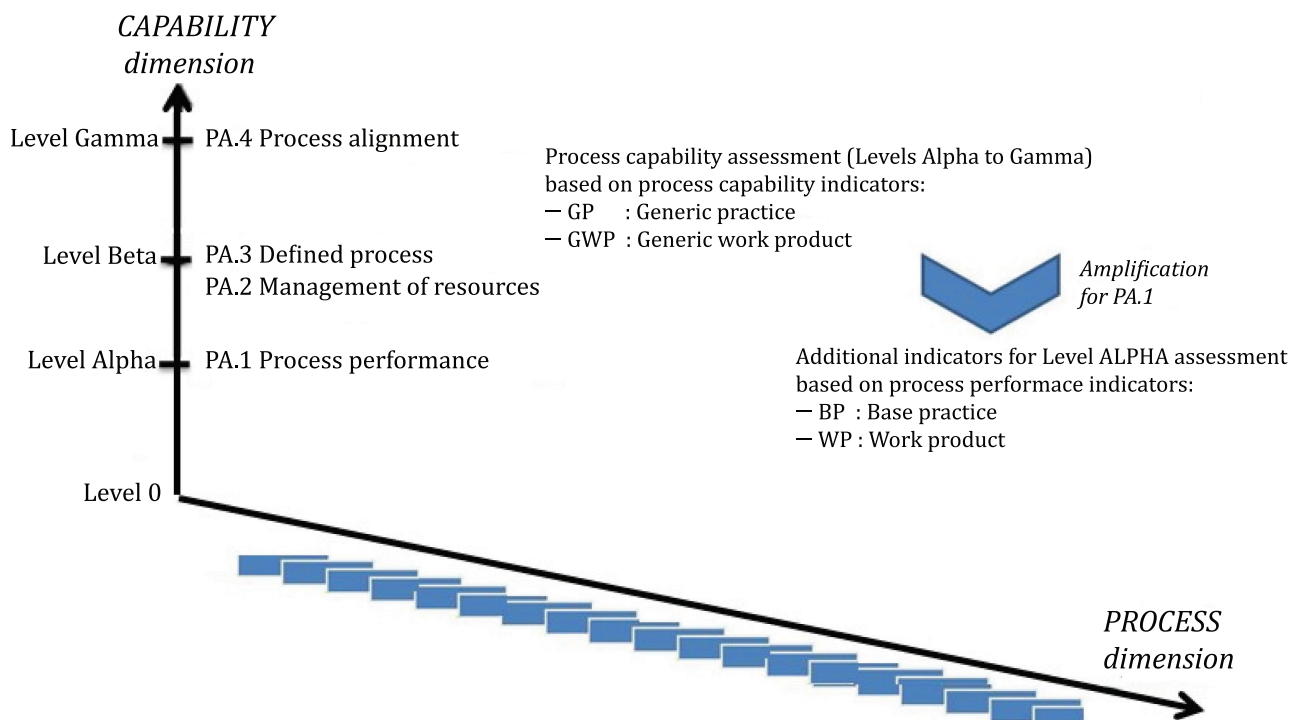 CAPABILITY
dimension
Level Gamma
PA.4 Process alignment
Process capability assessment (Levels Alpha to Gamma)
based on process capability indicators:
— GP : Generic practice
— GWP : Generic work product
Level Beta
PA.3 Defined process
PA.2 Management of resources
Amplification
for PA.1
Level Alpha
PA.1 Process performance
Additional indicators for Level ALPHA assessment
based on process performace indicators:
— BP : Base practice
— WP : Work product
Level 0
PROCESS
dimension